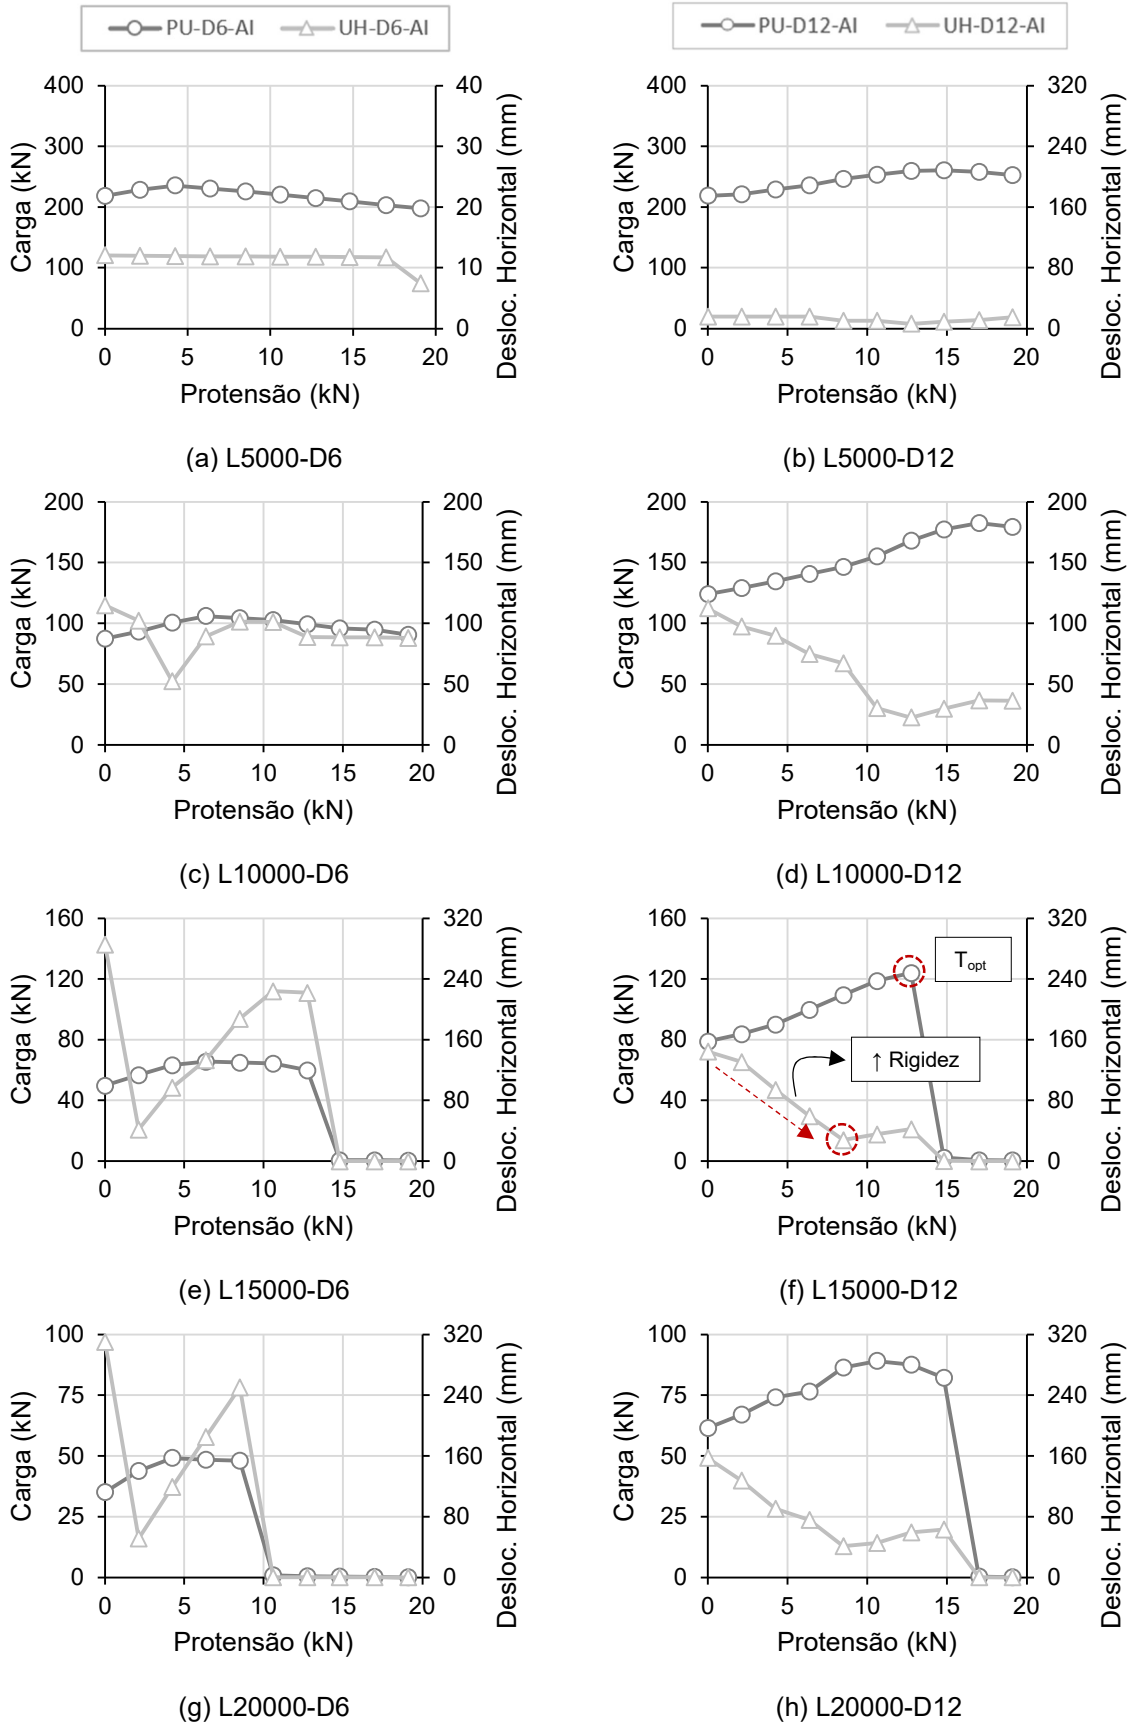 PU-D6-AI UH-D6-AI
PU-D12-AI UH-D12-AI
400
300
200
100
0
Carga (kN)
40
30
20
10
0
Desloc. Horizontal (mm)
0 5 10 15 20
Protensão (kN)
(a) L5000-D6
400
300
200
100
0
Carga (kN)
320
240
160
80
0
Desloc. Horizontal (mm)
0 5 10 15 20
Protensão (kN)
(b) L5000-D12
200
150
100
50
0
Carga (kN)
200
150
100
50
0
Desloc. Horizontal (mm)
0 5 10 15 20
Protensão (kN)
(c) L10000-D6
200
150
100
50
0
Carga (kN)
200
150
100
50
0
Desloc. Horizontal (mm)
0 5 10 15 20
Protensão (kN)
(d) L10000-D12
160
120
80
40
0
Carga (kN)
320
240
160
80
0
Desloc. Horizontal (mm)
0 5 10 15 20
Protensão (kN)
(e) L15000-D6
160
120
80
40
0
Carga (kN)
320
240
160
80
0
Desloc. Horizontal (mm)
T opt
↑ Rigidez
0 5 10 15 20
Protensão (kN)
(f) L15000-D12
100
75
50
25
0
Carga (kN)
320
240
160
80
0
Desloc. Horizontal (mm)
0 5 10 15 20
Protensão (kN)
(g) L20000-D6
100
75
50
25
0
Carga (kN)
320
240
160
80
0
Desloc. Horizontal (mm)
0 5 10 15 20
Protensão (kN)
(h) L20000-D12